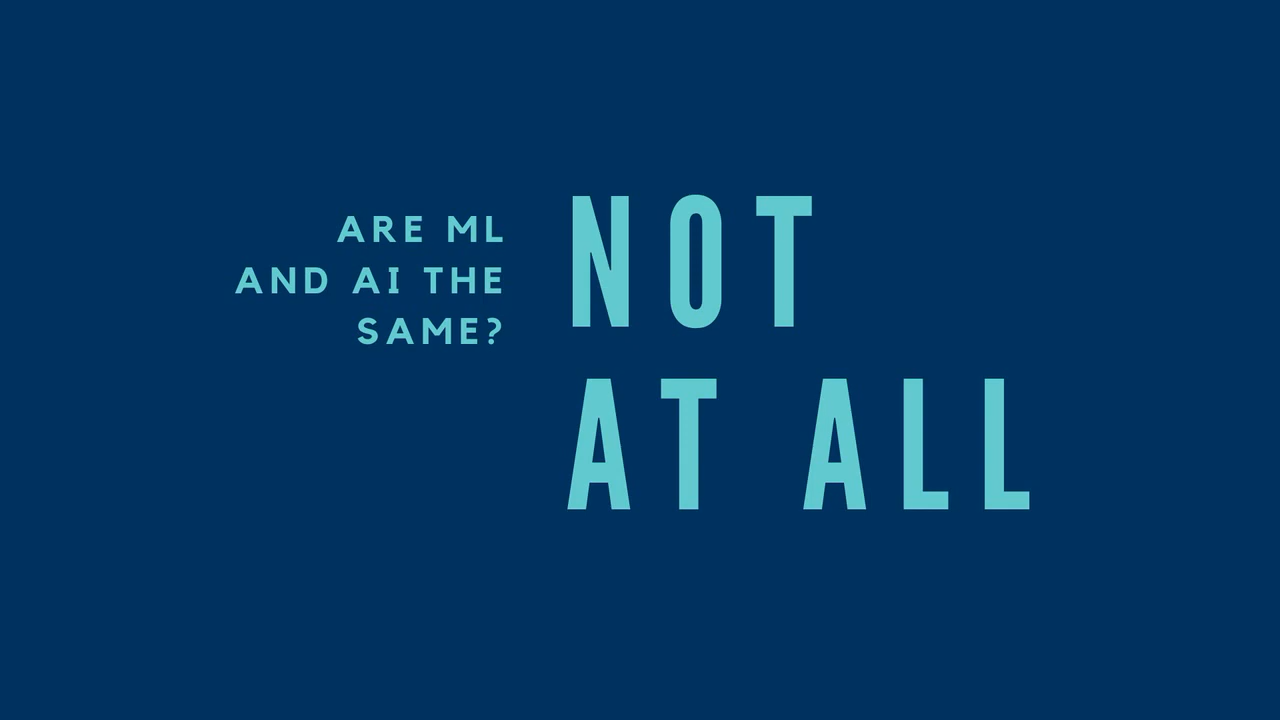 ARE ML
AND AI THE
SAME?
NOT
AT ALL